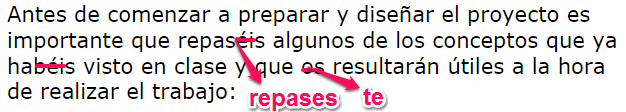 Antes de comenzar a preparar y diseñar el proyecto es
importante que repaséis algunos de los conceptos que ya
habéis visto en clase y que os resultarán útiles a la hora
de realizar el trabajo:
repases te